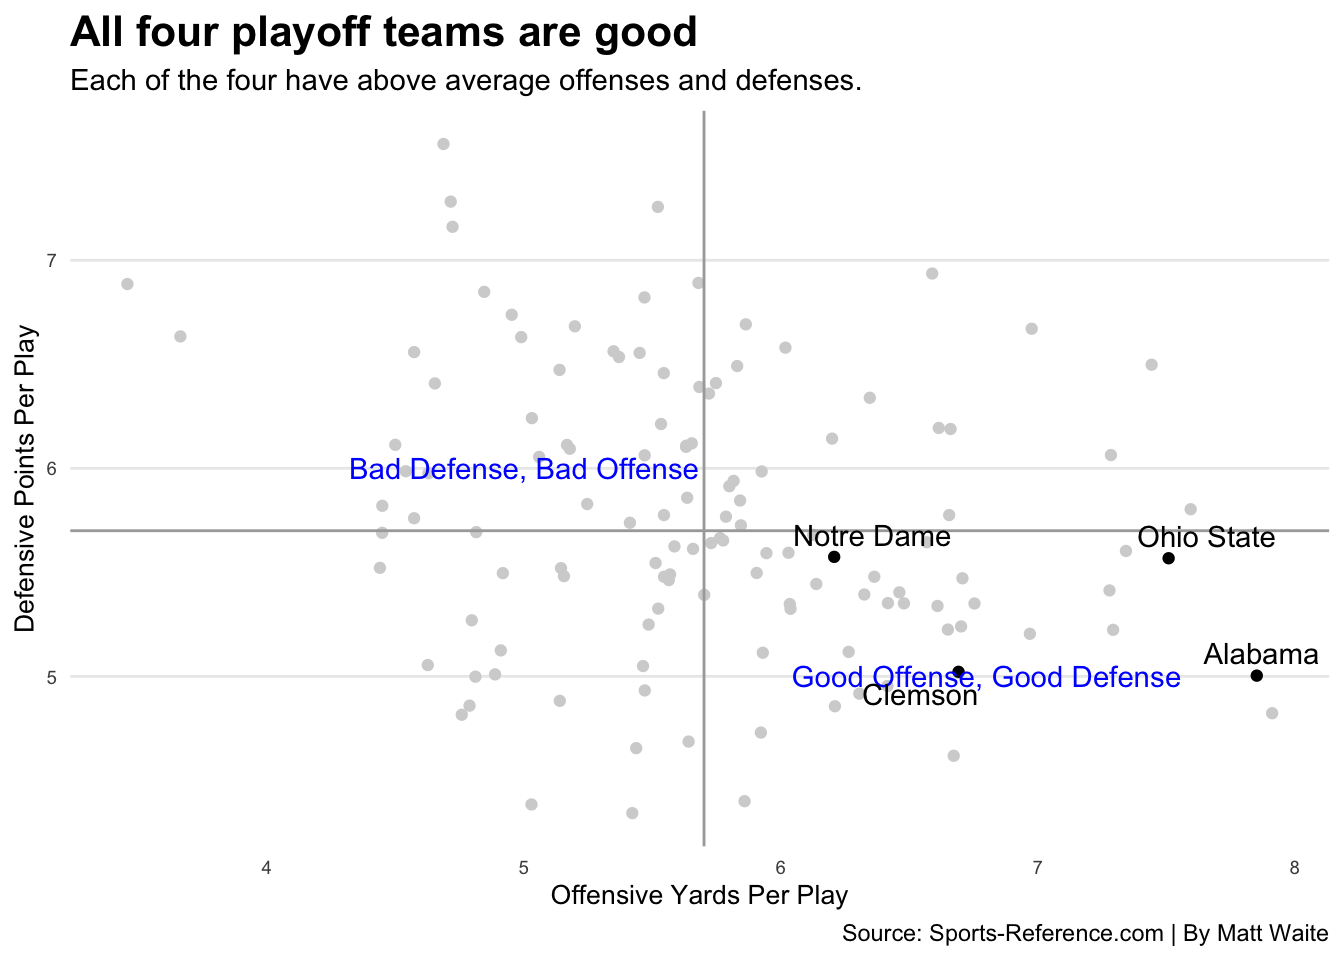 All four playoff teams are good
Each of the four have above average offenses and defenses.
Defensive Points Per Play
7
6
5
Bad Defense, Bad Offense
Notre Dame
Ohio State
Alabama
Good Offense, Good Defense
Clemson
4
5
6
7
8
Offensive Yards Per Play
Source: Sports-Reference.com | By Matt Waite